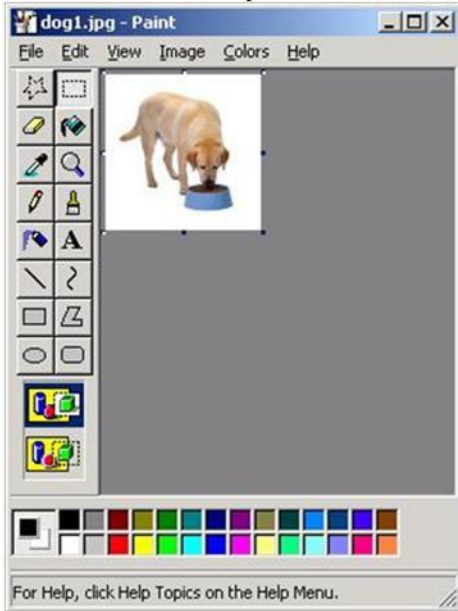 dog1.jpg - Paint
File Edit View Image Colors Help
A
For Help, click Help Topics on the Help Menu.